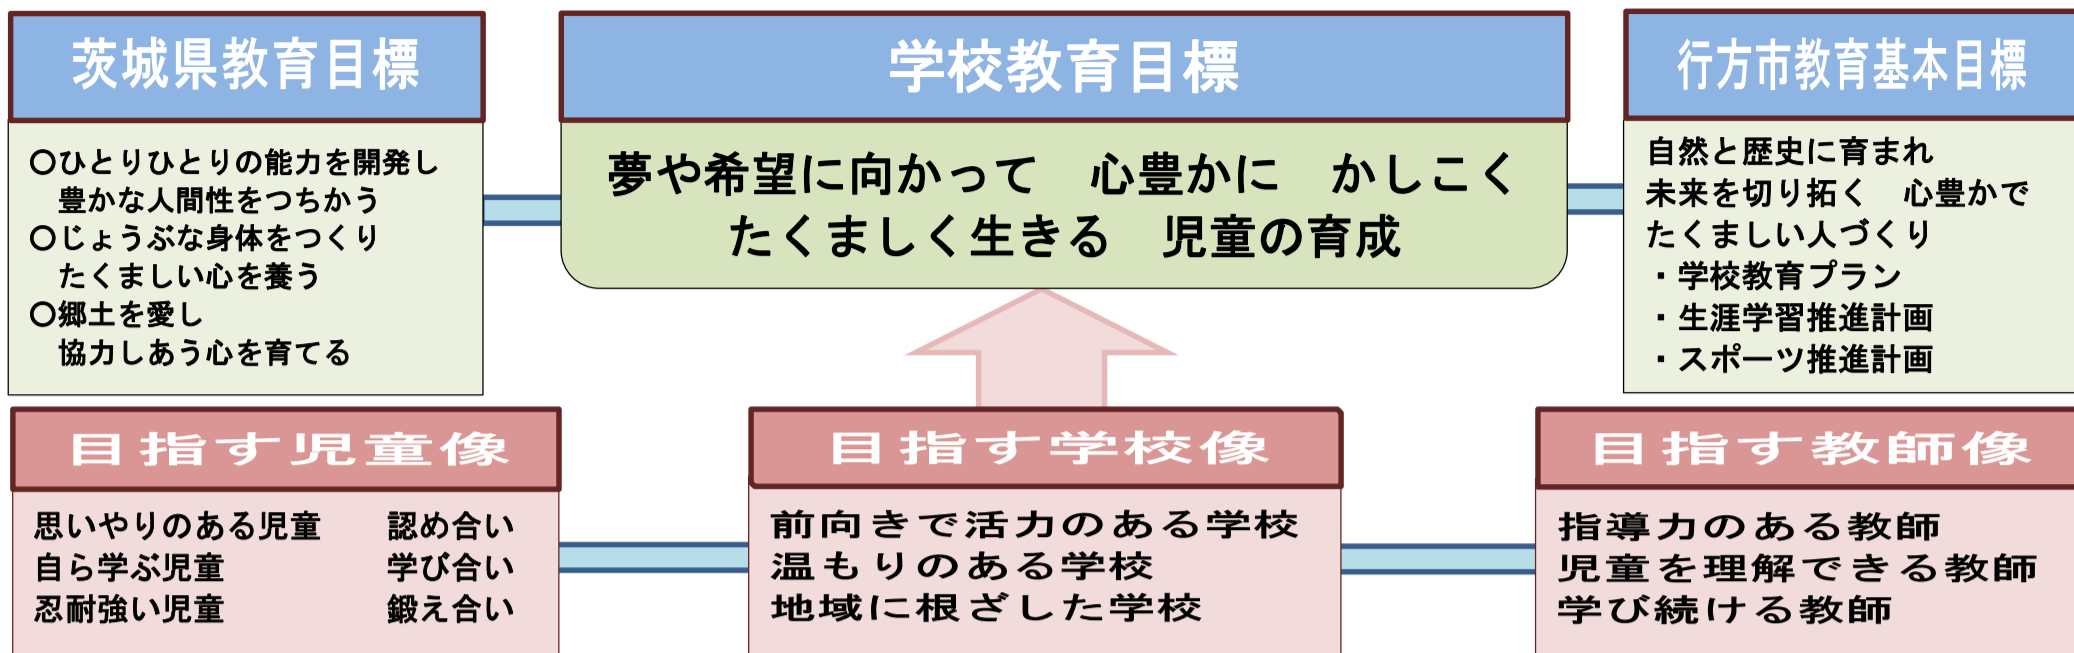 茨城県教育目標
○ひとりひとりの能力を開発し
豊かな人間性をつちかう
○じょうぶな身体をつくり
たくましい心を養う
○郷土を愛し
協力しあう心を育てる
学校教育目標
夢や希望に向かって　心豊かに　かしこく
たくましく生きる　児童の育成
行方市教育基本目標
自然と歴史に育まれ
未来を切り拓く　心豊かで
たくましい人づくり
・学校教育プラン
・生涯学習推進計画
・スポーツ推進計画
目指す児童像
思いやりのある児童　認め合い
自ら学ぶ児童　学び合い
忍耐強い児童　鍛え合い
目指す学校像
前向きで活力のある学校
温もりのある学校
地域に根ざした学校
目指す教師像
指導力のある教師
児童を理解できる教師
学び続ける教師